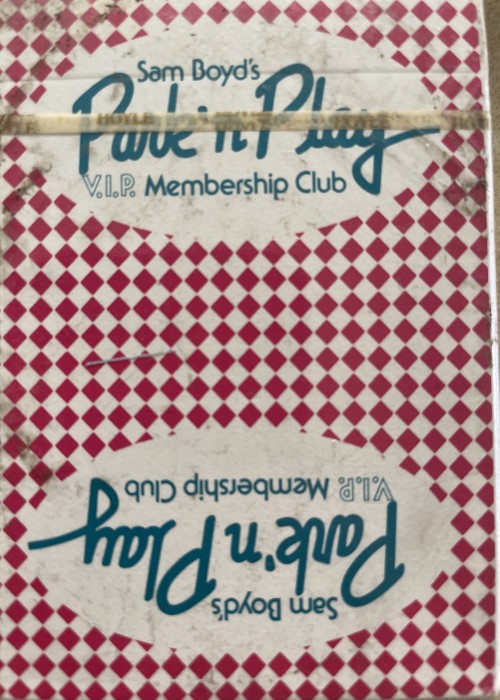 Sam Boyd's
Park 'n Play
HOYLE
V.I.P. Membership Club
V.I.P. Membership Club
Park 'n Play
Sam Boyd's